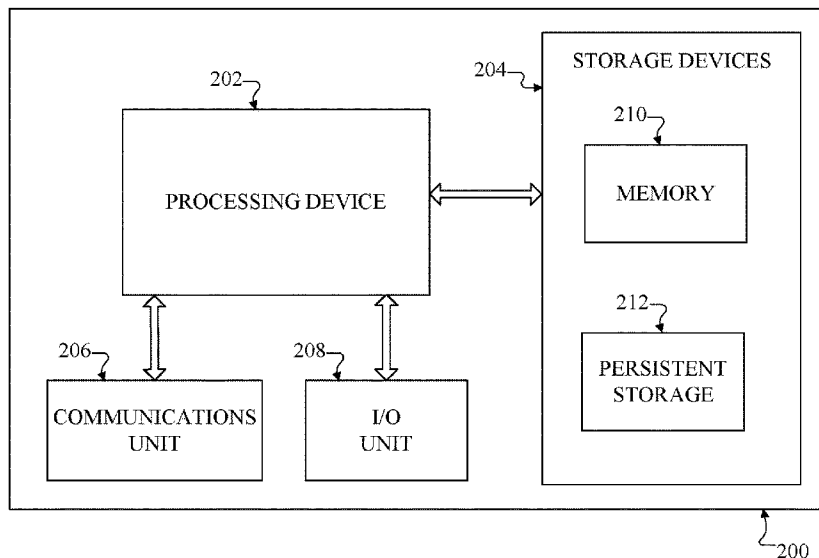 202
PROCESSING DEVICE
204
STORAGE DEVICES
210
MEMORY
212
PERSISTENT
STORAGE
206
COMMUNICATIONS
UNIT
208
I/O
UNIT
200